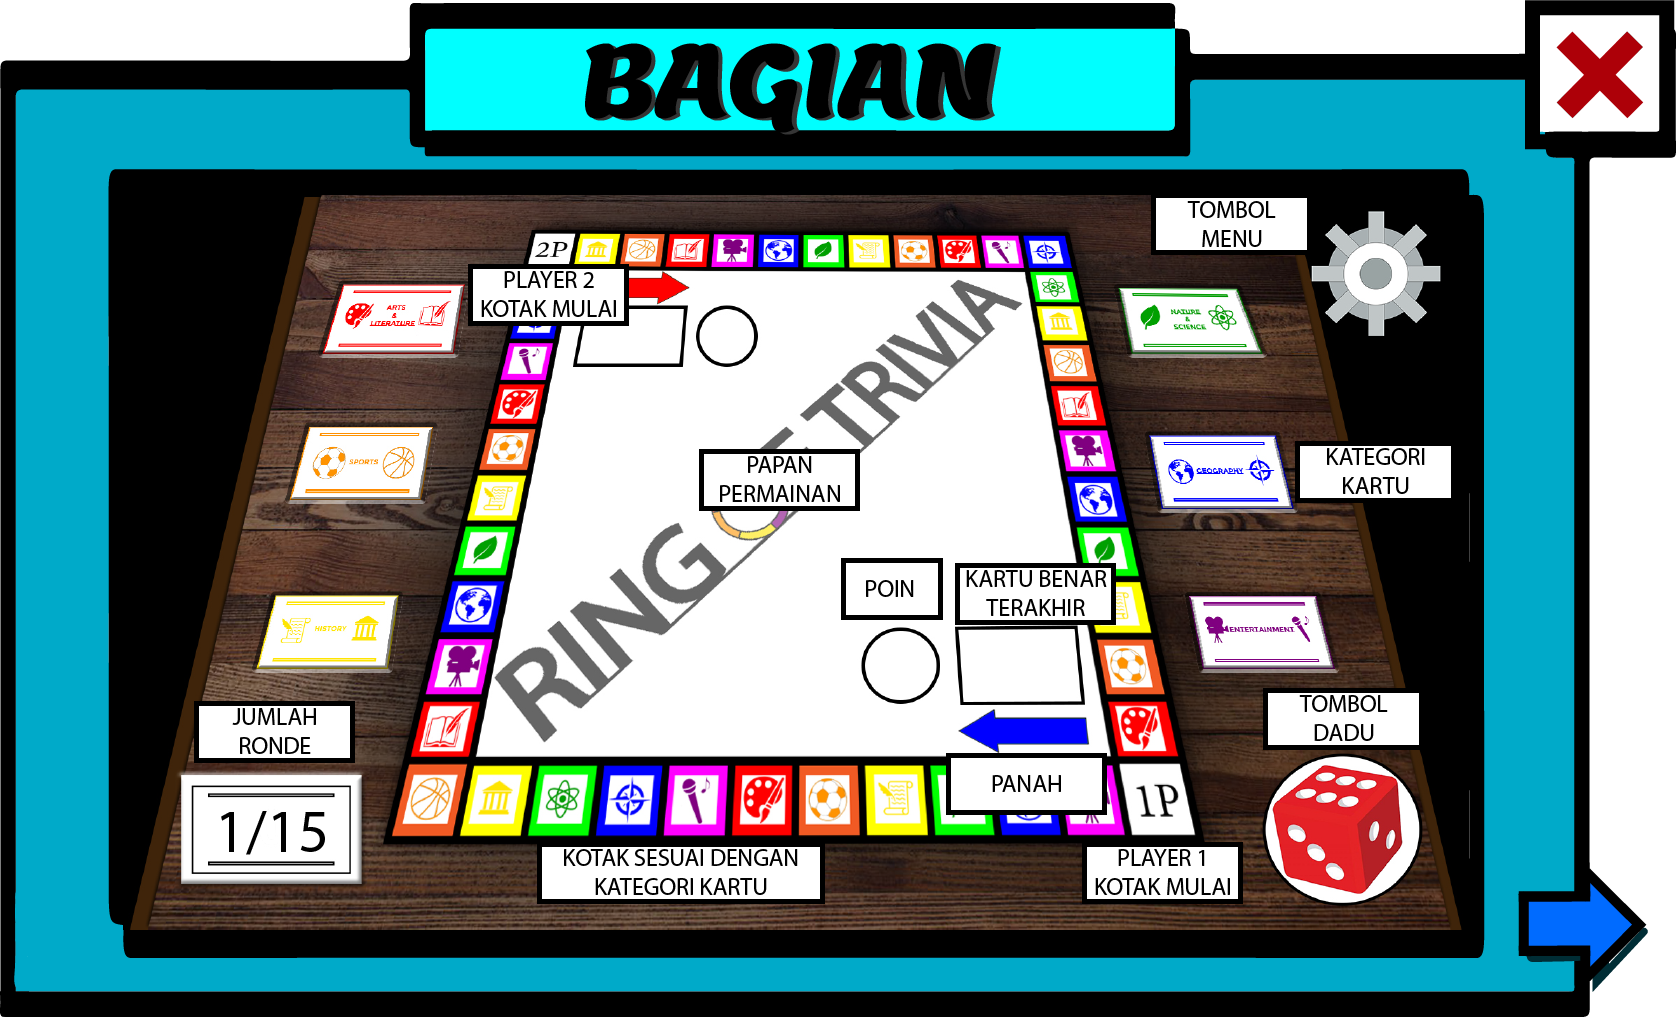 BAGIAN
TOMBOL
MENU
2P
PLAYER 2
KOTAK MULAI
ARTS
&
LITERATURE
NATURE
&
SCIENCE
RING OF TRIVIA
SPORTS
PAPAN
PERMAINAN
GEOGRAPHY
KATEGORI
KARTU
POIN
KARTU BENAR
TERAKHIR
HISTORY
ENTERTAINMENT
JUMLAH
RONDE
TOMBOL
DADU
PANAH
1P
1/15
KOTAK SESUAI DENGAN
KATEGORI KARTU
PLAYER 1
KOTAK MULAI